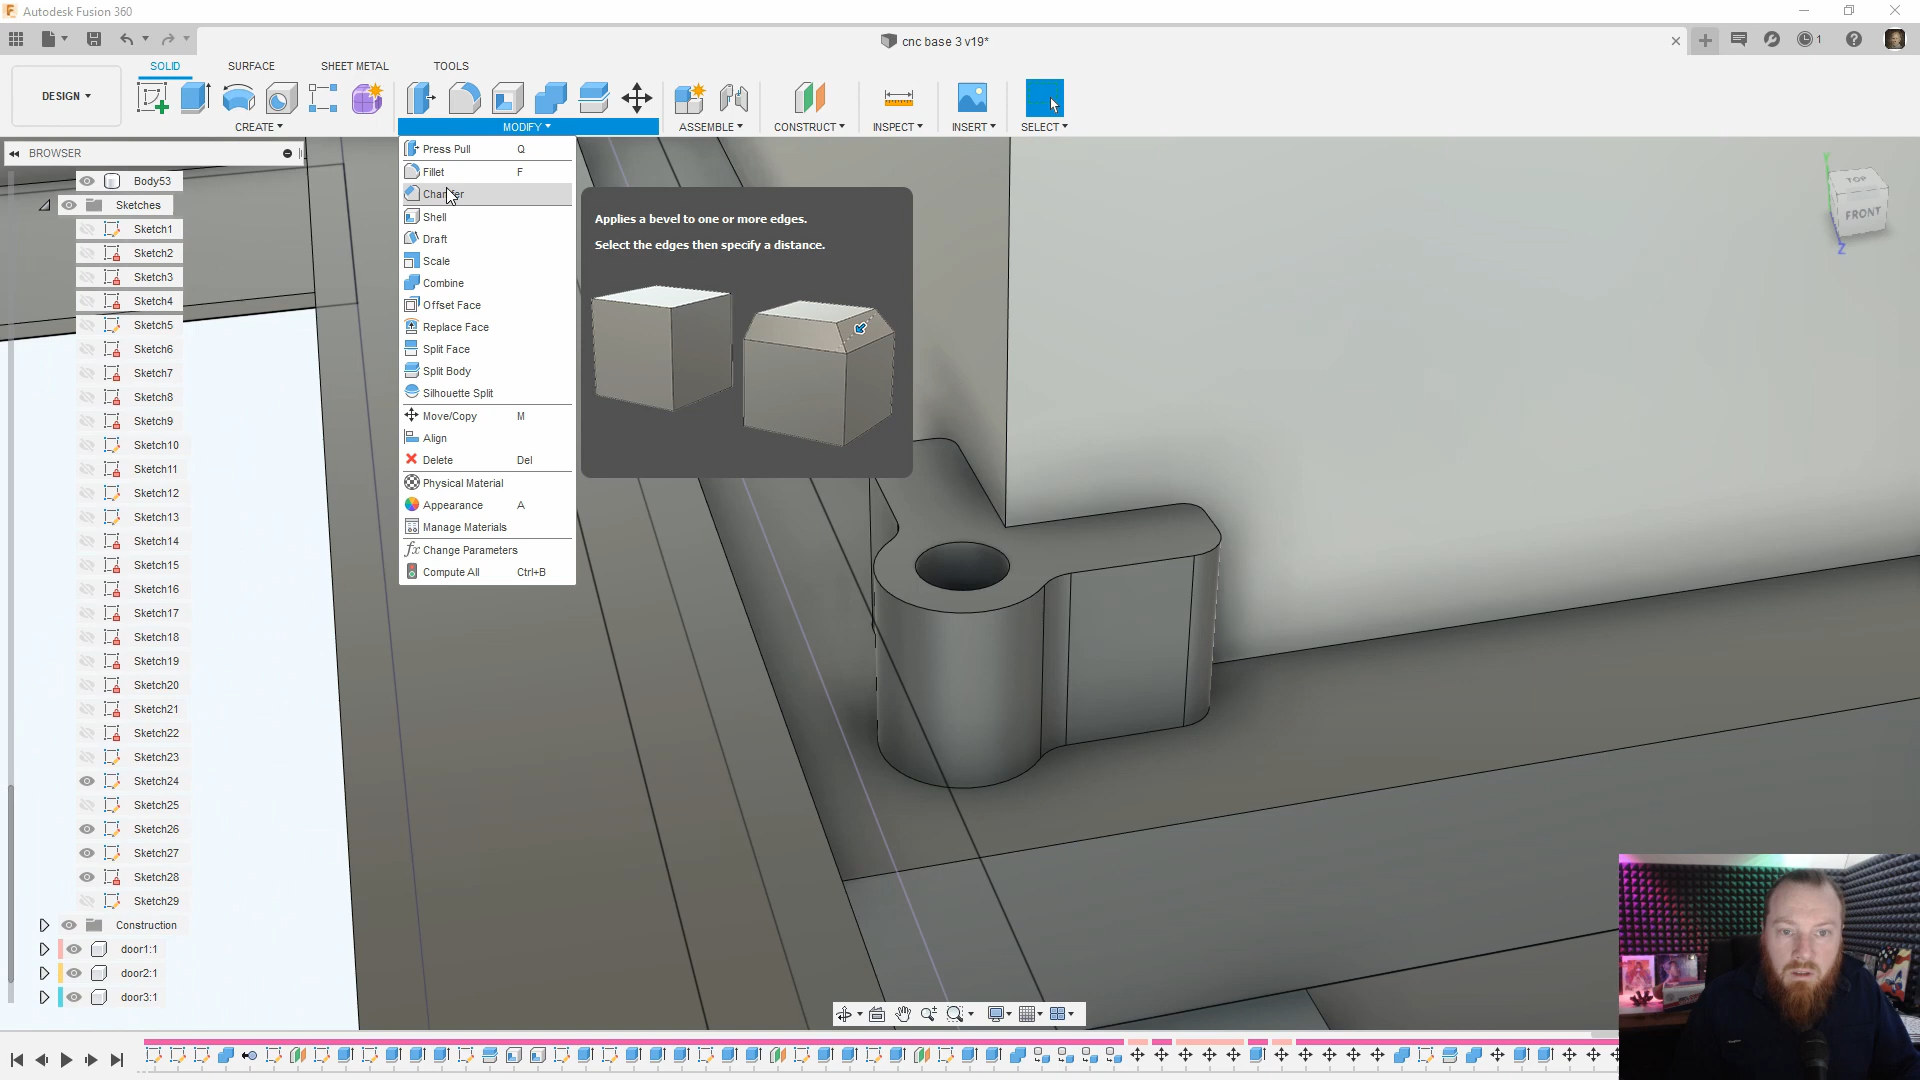 Autodesk Fusion 360
cnc base 3 v19*
1
DESIGN
SOLID
SURFACE
SHEET METAL
TOOLS
CREATE
MODIFY
ASSEMBLE
CONSTRUCT
INSPECT
INSERT
SELECT
BROWSER
Body53
Sketches
Sketch1
Sketch2
Sketch3
Sketch4
Sketch5
Sketch6
Sketch7
Sketch8
Sketch9
Sketch10
Sketch11
Sketch12
Sketch13
Sketch14
Sketch15
Sketch16
Sketch17
Sketch18
Sketch19
Sketch20
Sketch21
Sketch22
Sketch23
Sketch24
Sketch25
Sketch26
Sketch27
Sketch28
Sketch29
Construction
door1:1
door2:1
door3:1
Press Pull Q
Fillet F
Chamfer
Shell
Draft
Scale
Combine
Offset Face
Replace Face
Split Face
Split Body
Silhouette Split
Move/Copy M
Align
Delete Del
Physical Material
Appearance A
Manage Materials
Change Parameters
Compute All Ctrl+B
Applies a bevel to one or more edges.
Select the edges then specify a distance.
Y
TOP
FRONT
Z